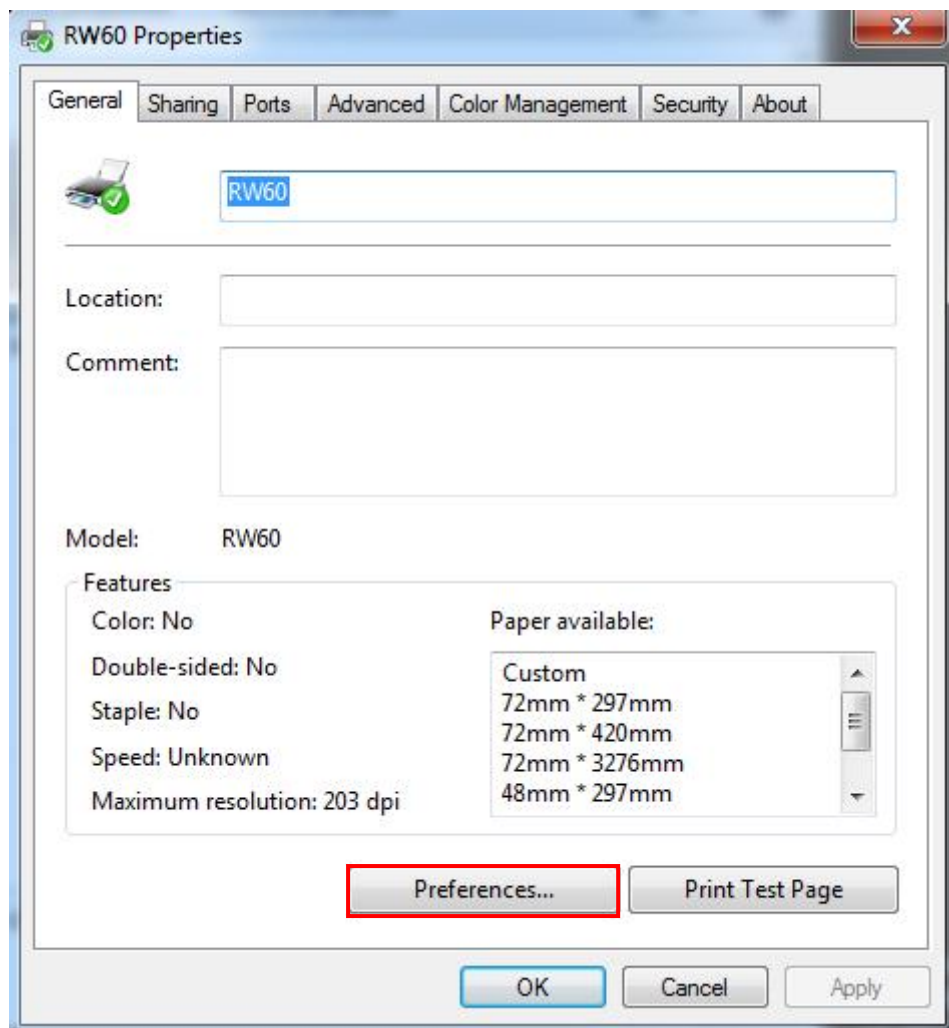 RW60 Properties
X
General Sharing Ports Advanced Color Management Security About
RW60
Location:
Comment:
Model: RW60
Features
Color: No
Double-sided: No
Staple: No
Speed: Unknown
Maximum resolution: 203 dpi
Paper available:
Custom
72mm * 297mm
72mm * 420mm
72mm * 3276mm
48mm * 297mm
Preferences... Print Test Page
OK Cancel Apply